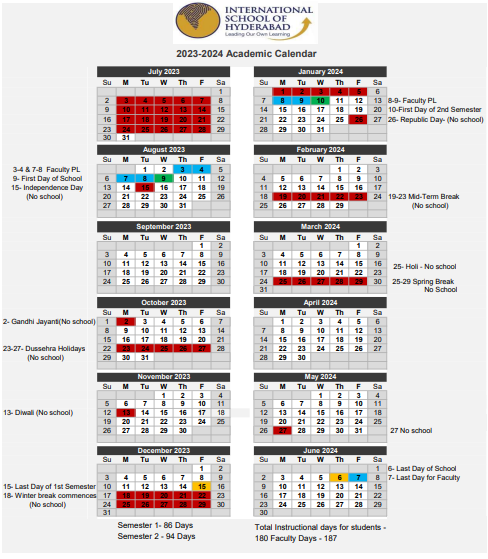 INTERNATIONAL
SCHOOL OF
HYDERABAD
Leading Our Own Learning
2023-2024 Academic Calendar
July 2023
Su M Tu W Th F Sa
1
2 3 4 5 6 7 8
9 10 11 12 13 14 15
16 17 18 19 20 21 22
23 24 25 26 27 28 29
30 31
January 2024
Su M Tu W Th F Sa
1 2 3 4 5 6
7 8 9 10 11 12 13
14 15 16 17 18 19 20
21 22 23 24 25 26 27
28 29 30 31
8-9- Faculty PL
10-First Day of 2nd Semester
26- Republic Day- (No school)
3-4 & 7-8 Faculty PL
9- First Day of School
15- Independence Day
(No school)
August 2023
Su M Tu W Th F Sa
1 2 3 4 5
6 7 8 9 10 11 12
13 14 15 16 17 18 19
20 21 22 23 24 25 26
27 28 29 30 31
February 2024
Su M Tu W Th F Sa
1 2 3
4 5 6 7 8 9 10
11 12 13 14 15 16 17
18 19 20 21 22 23 24
25 26 27 28 29
19-23 Mid-Term Break
(No school)
September 2023
Su M Tu W Th F Sa
1 2
3 4 5 6 7 8 9
10 11 12 13 14 15 16
17 18 19 20 21 22 23
24 25 26 27 28 29 30
March 2024
Su M Tu W Th F Sa
1 2
3 4 5 6 7 8 9
10 11 12 13 14 15 16
17 18 19 20 21 22 23
24 25 26 27 28 29 30
31
25- Holi - No school
25-29 Spring Break
No School
2- Gandhi Jayanti(No school)
23-27- Dussehra Holidays
(No school)
October 2023
Su M Tu W Th F Sa
1 2 3 4 5 6 7
8 9 10 11 12 13 14
15 16 17 18 19 20 21
22 23 24 25 26 27 28
29 30 31
April 2024
Su M Tu W Th F Sa
1 2 3 4 5 6
7 8 9 10 11 12 13
14 15 16 17 18 19 20
21 22 23 24 25 26 27
28 29 30
13- Diwali (No school)
November 2023
Su M Tu W Th F Sa
1 2 3 4
5 6 7 8 9 10 11
12 13 14 15 16 17 18
19 20 21 22 23 24 25
26 27 28 29 30
May 2024
Su M Tu W Th F Sa
1 2 3 4
5 6 7 8 9 10 11
12 13 14 15 16 17 18
19 20 21 22 23 24 25
26 27 28 29 30 31
27 No school
15- Last Day of 1st Semester
18- Winter break commences
(No school)
December 2023
Su M Tu W Th F Sa
1 2
3 4 5 6 7 8 9
10 11 12 13 14 15 16
17 18 19 20 21 22 23
24 25 26 27 28 29 30
31
June 2024
Su M Tu W Th F Sa
1
2 3 4 5 6 7 8
9 10 11 12 13 14 15
16 17 18 19 20 21 22
23 24 25 26 27 28 29
30
6- Last Day of School
7- Last Day for Faculty
Semester 1- 86 Days
Semester 2 - 94 Days
Total Instructional days for students -
180 Faculty Days - 187